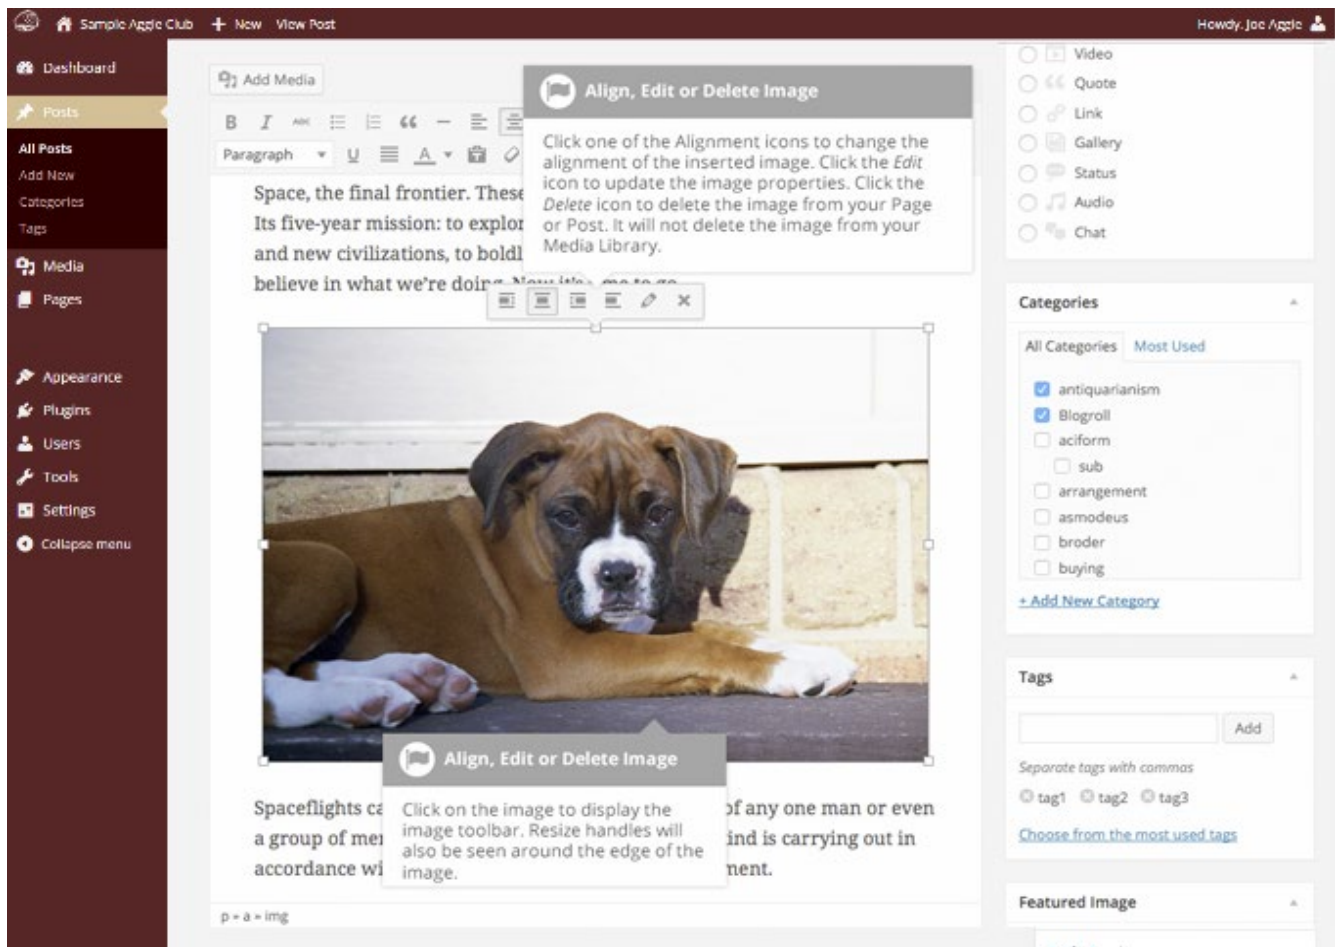 Sample Aggie Club + New View Post
Howdy, Joe Aggie
Dashboard
Posts
All Posts
Add New
Categories
Tags
Media
Pages
Appearance
Plugins
Users
Tools
Settings
Collapse menu
Add Media
B I ABC
Paragraph U A
Space, the final frontier. These
Its five-year mission: to explor
and new civilizations, to boldl
believe in what we're doing. Now it's me to go
Align, Edit or Delete Image
Click one of the Alignment icons to change the
alignment of the inserted image. Click the Edit
icon to update the image properties. Click the
Delete icon to delete the image from your Page
or Post. It will not delete the image from your
Media Library.
Align, Edit or Delete Image
Click on the image to display the
image toolbar. Resize handles will
also be seen around the edge of the
image.
Spaceflights ca of any one man or even
a group of mer ind is carrying out in
accordance wi ment.
p » a » img
Video
Quote
Link
Gallery
Status
Audio
Chat
Categories
All Categories Most Used
antiquarianism
Blogroll
aciform
sub
arrangement
asmodeus
broder
buying
+ Add New Category
Tags
Add
Separate tags with commas
tag1 tag2 tag3
Choose from the most used tags
Featured Image